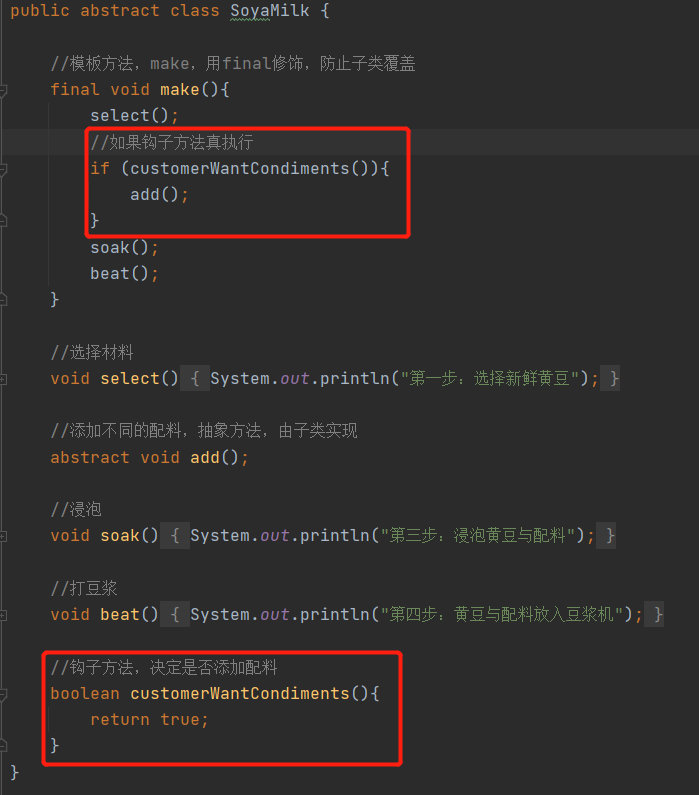 public abstract class SoyaMilk {
//模板方法，make，用final修饰，防止子类覆盖
final void make(){
select();
//如果钩子方法真执行
if (customerWantCondiments()){
add();
}
soak();
beat();
}
//选择材料
void select() { System.out.println("第一步：选择新鲜黄豆"); }
//添加不同的配料，抽象方法，由子类实现
abstract void add();
//浸泡
void soak() { System.out.println("第三步：浸泡黄豆与配料"); }
//打豆浆
void beat() { System.out.println("第四步：黄豆与配料放入豆浆机"); }
//钩子方法，决定是否添加配料
boolean customerWantCondiments(){
return true;
}
}